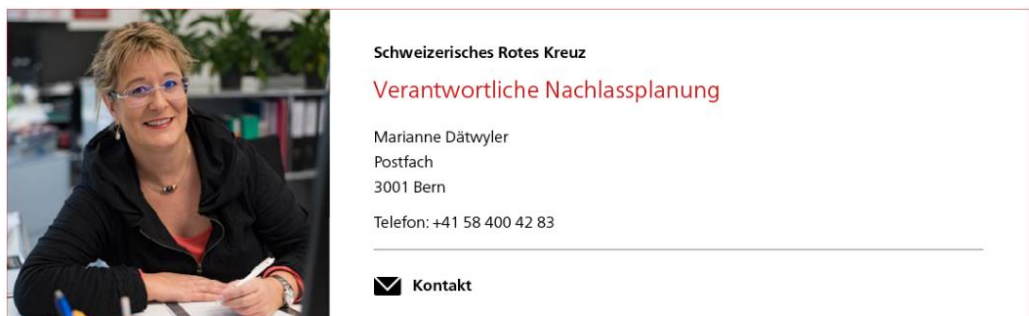 Schweizerisches Rotes Kreuz
Verantwortliche Nachlassplanung
Marianne Dätwyler
Postfach
3001 Bern
Telefon: +41 58 400 42 83
Kontakt